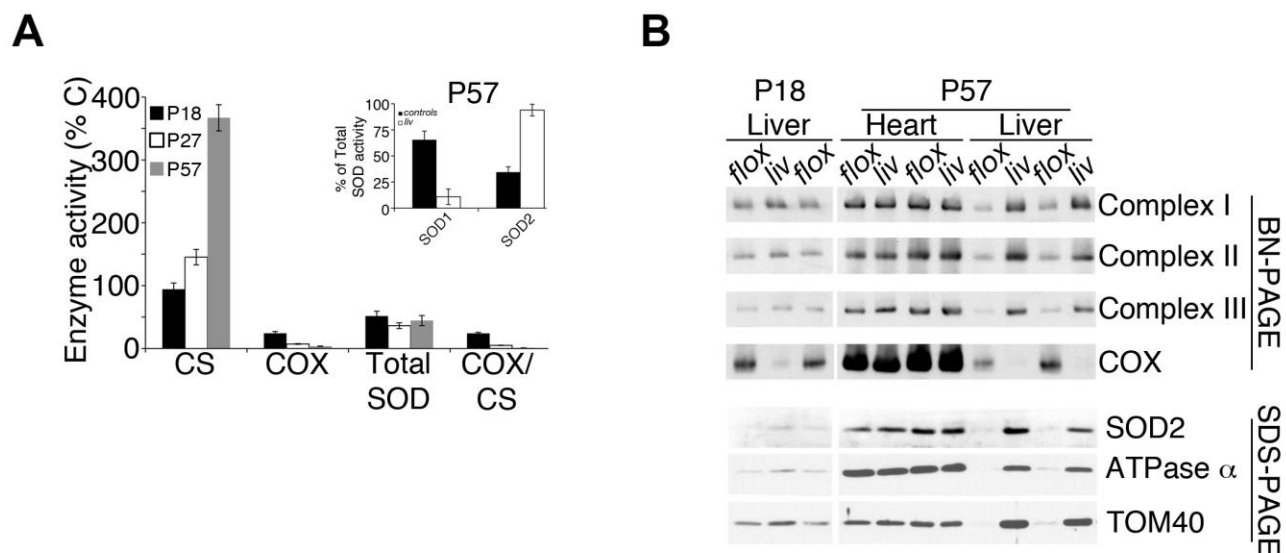 A
Enzyme activity (% C)
400
300
200
100
0
P18
P27
P57
CS
COX
Total
SOD
COX/
CS
P57
% of Total
SOD activity
100
75
50
25
0
controls
liv
SOD1
SOD2
B
P18 P57
Liver Heart Liver
flox liv flox flox liv flox liv flox liv flox liv
Complex I
Complex II
Complex III
COX
BN-PAGE
SOD2
ATPase α
TOM40
SDS-PAGE